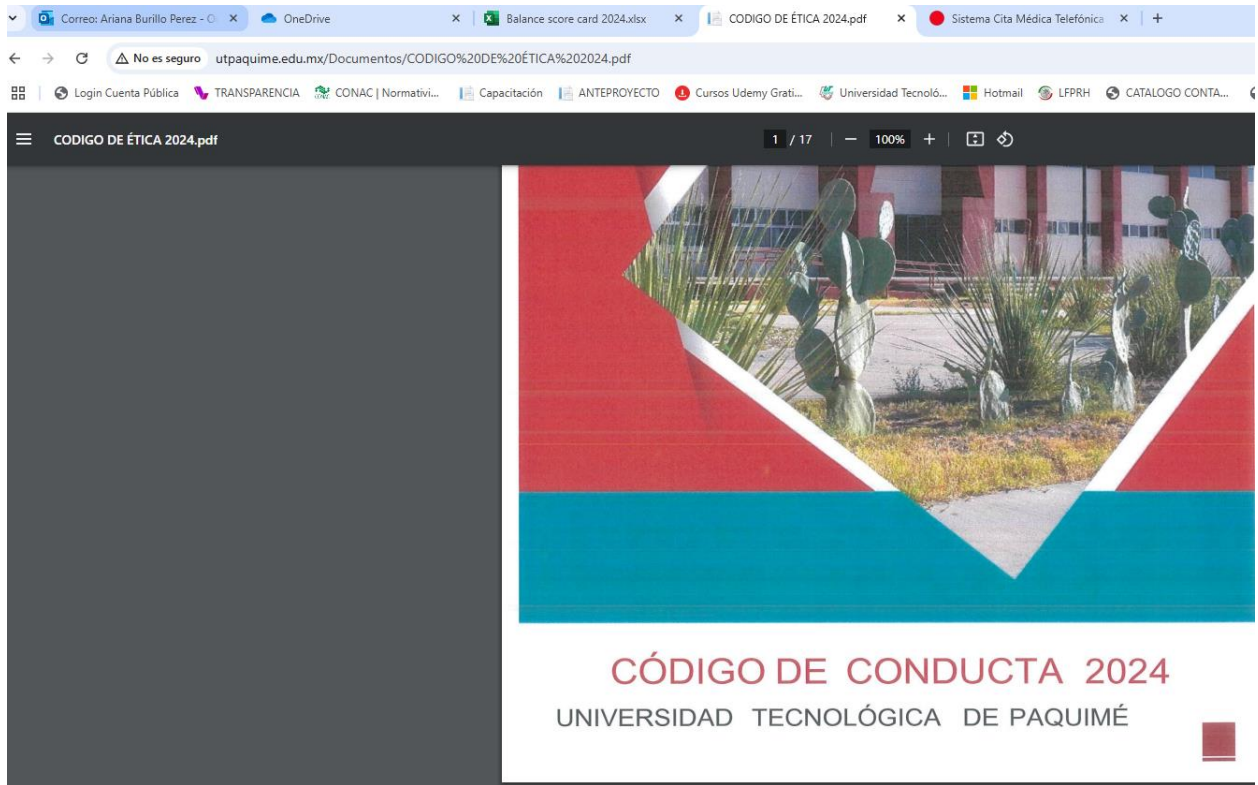 Correo: Ariana Burillo Perez - O
OneDrive
Balance score card 2024.xlsx
CODIGO DE ÉTICA 2024.pdf
Sistema Cita Médica Telefónica
No es seguro utpaquime.edu.mx/Documentos/CODIGO%20DE%20ÉTICA%202024.pdf
Login Cuenta Pública
TRANSPARENCIA
CONAC | Normativi...
Capacitación
ANTEPROYECTO
Cursos Udemy Grati...
Universidad Tecnoló...
Hotmail
LFPRH
CATALOGO CONTA...
CODIGO DE ÉTICA 2024.pdf
1 / 17
100%
CÓDIGO DE CONDUCTA 2024
UNIVERSIDAD TECNOLÓGICA DE PAQUIMÉ